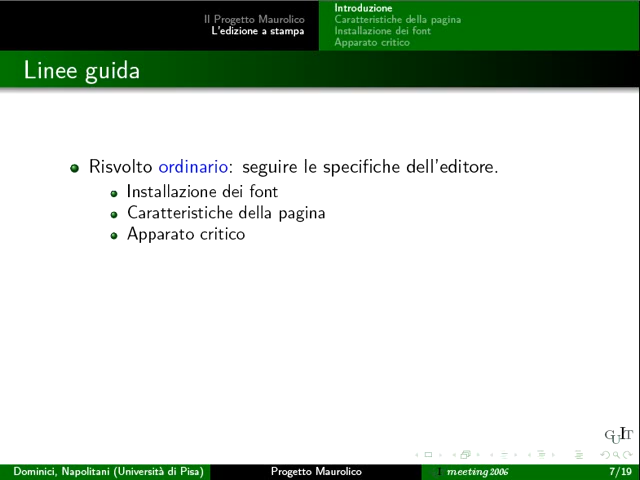 Il Progetto Maurolico
L'edizione a stampa
Introduzione
Caratteristiche della pagina
Installazione dei font
Apparato critico
Linee guida
Risvolto ordinario: seguire le specifiche dell'editore.
Installazione dei font
Caratteristiche della pagina
Apparato critico
GUIT
Dominici, Napolitani (Università di Pisa)
Progetto Maurolico
meeting2006
7/19